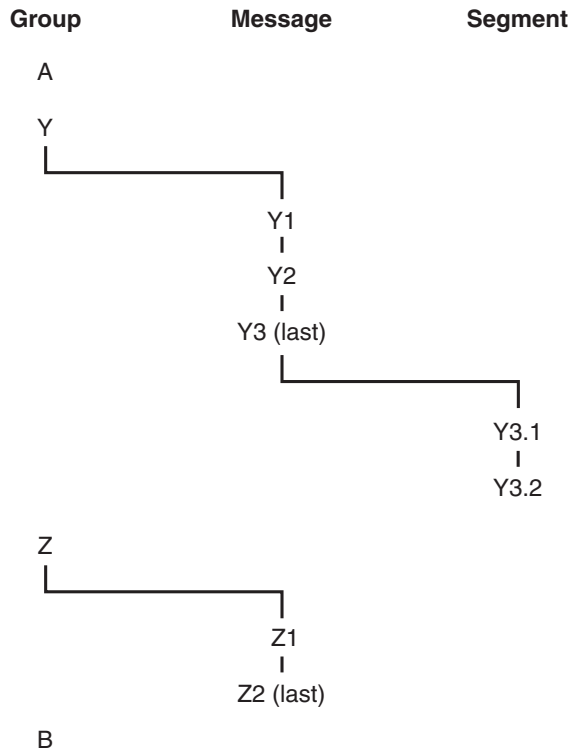 Group Message Segment
A
Y
Y1
Y2
Y3 (last)
Y3.1
Y3.2
Z
Z1
Z2 (last)
B